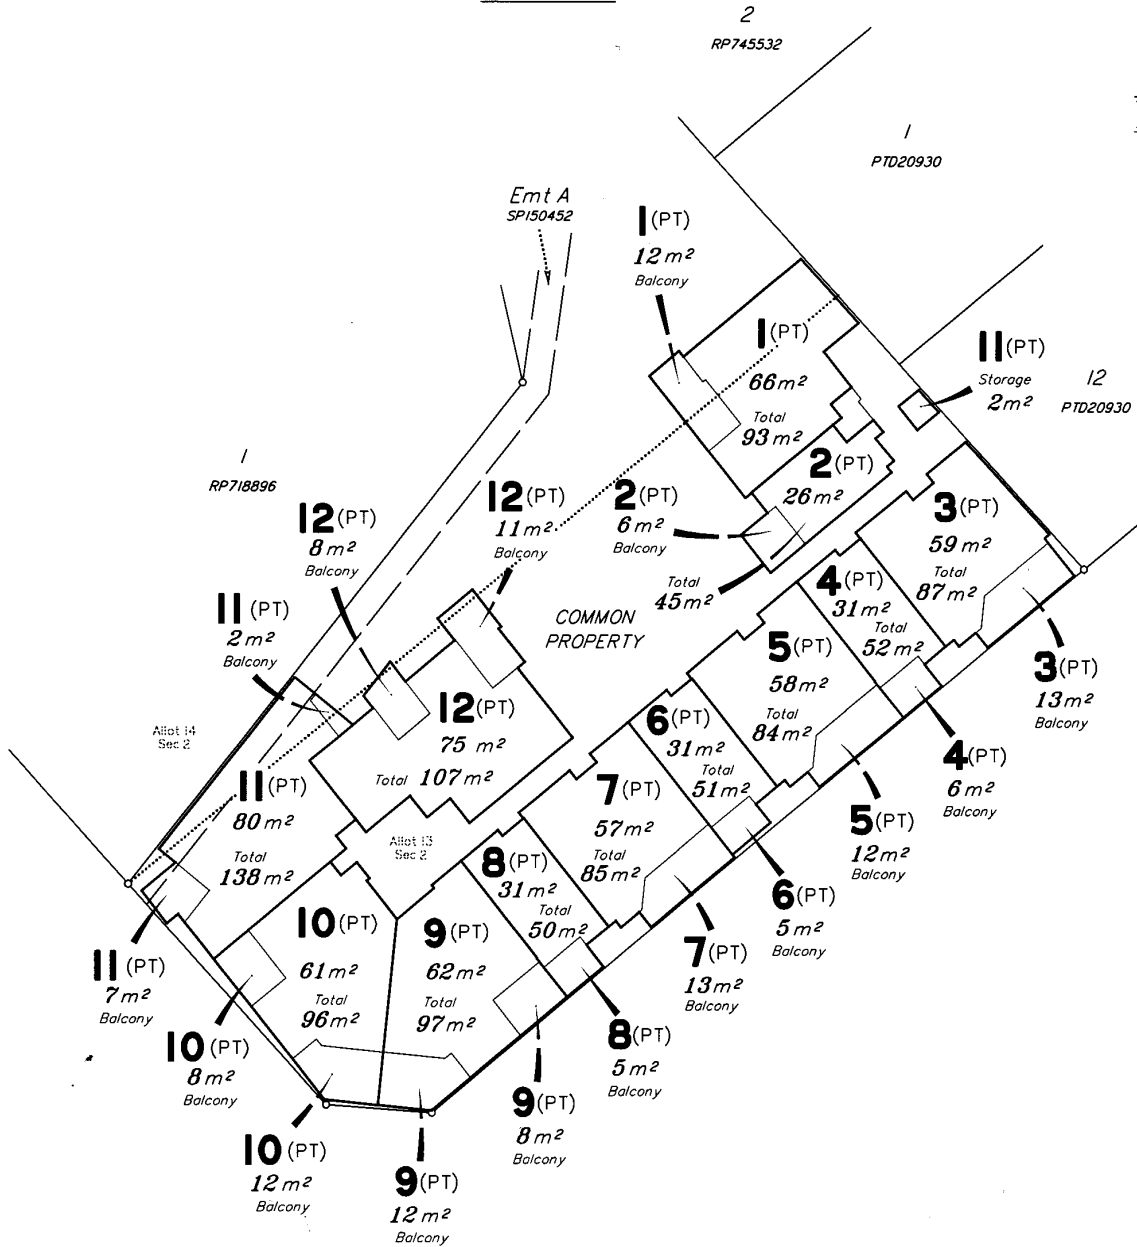 2
RP745532
1
PTD20930
Emt A
SP150452
1(PT)
12 m²
Balcony
1(PT)
66 m²
Total
93 m²
11(PT)
Storage
2 m²
12
PTD20930
1
RP718896
2(PT)
26 m²
2(PT)
6 m²
Balcony
Total
45 m²
12(PT)
11 m²
Balcony
12(PT)
8 m²
Balcony
3(PT)
59 m²
Total
87 m²
4(PT)
31 m²
Total
52 m²
11(PT)
2 m²
Balcony
COMMON
PROPERTY
5(PT)
58 m²
Total
84 m²
3(PT)
13 m²
Balcony
12(PT)
75 m²
Total 107 m²
6(PT)
31 m²
Total
51 m²
4(PT)
6 m²
Balcony
Allot 14
Sec 2
11(PT)
80 m²
Total
138 m²
7(PT)
57 m²
Total
85 m²
5(PT)
12 m²
Balcony
Allot 13
Sec 2
8(PT)
31 m²
Total
50 m²
6(PT)
5 m²
Balcony
10(PT)
61 m²
Total
96 m²
9(PT)
62 m²
Total
97 m²
7(PT)
13 m²
Balcony
11(PT)
7 m²
Balcony
10(PT)
8 m²
Balcony
8(PT)
5 m²
Balcony
9(PT)
8 m²
Balcony
10(PT)
12 m²
Balcony
9(PT)
12 m²
Balcony